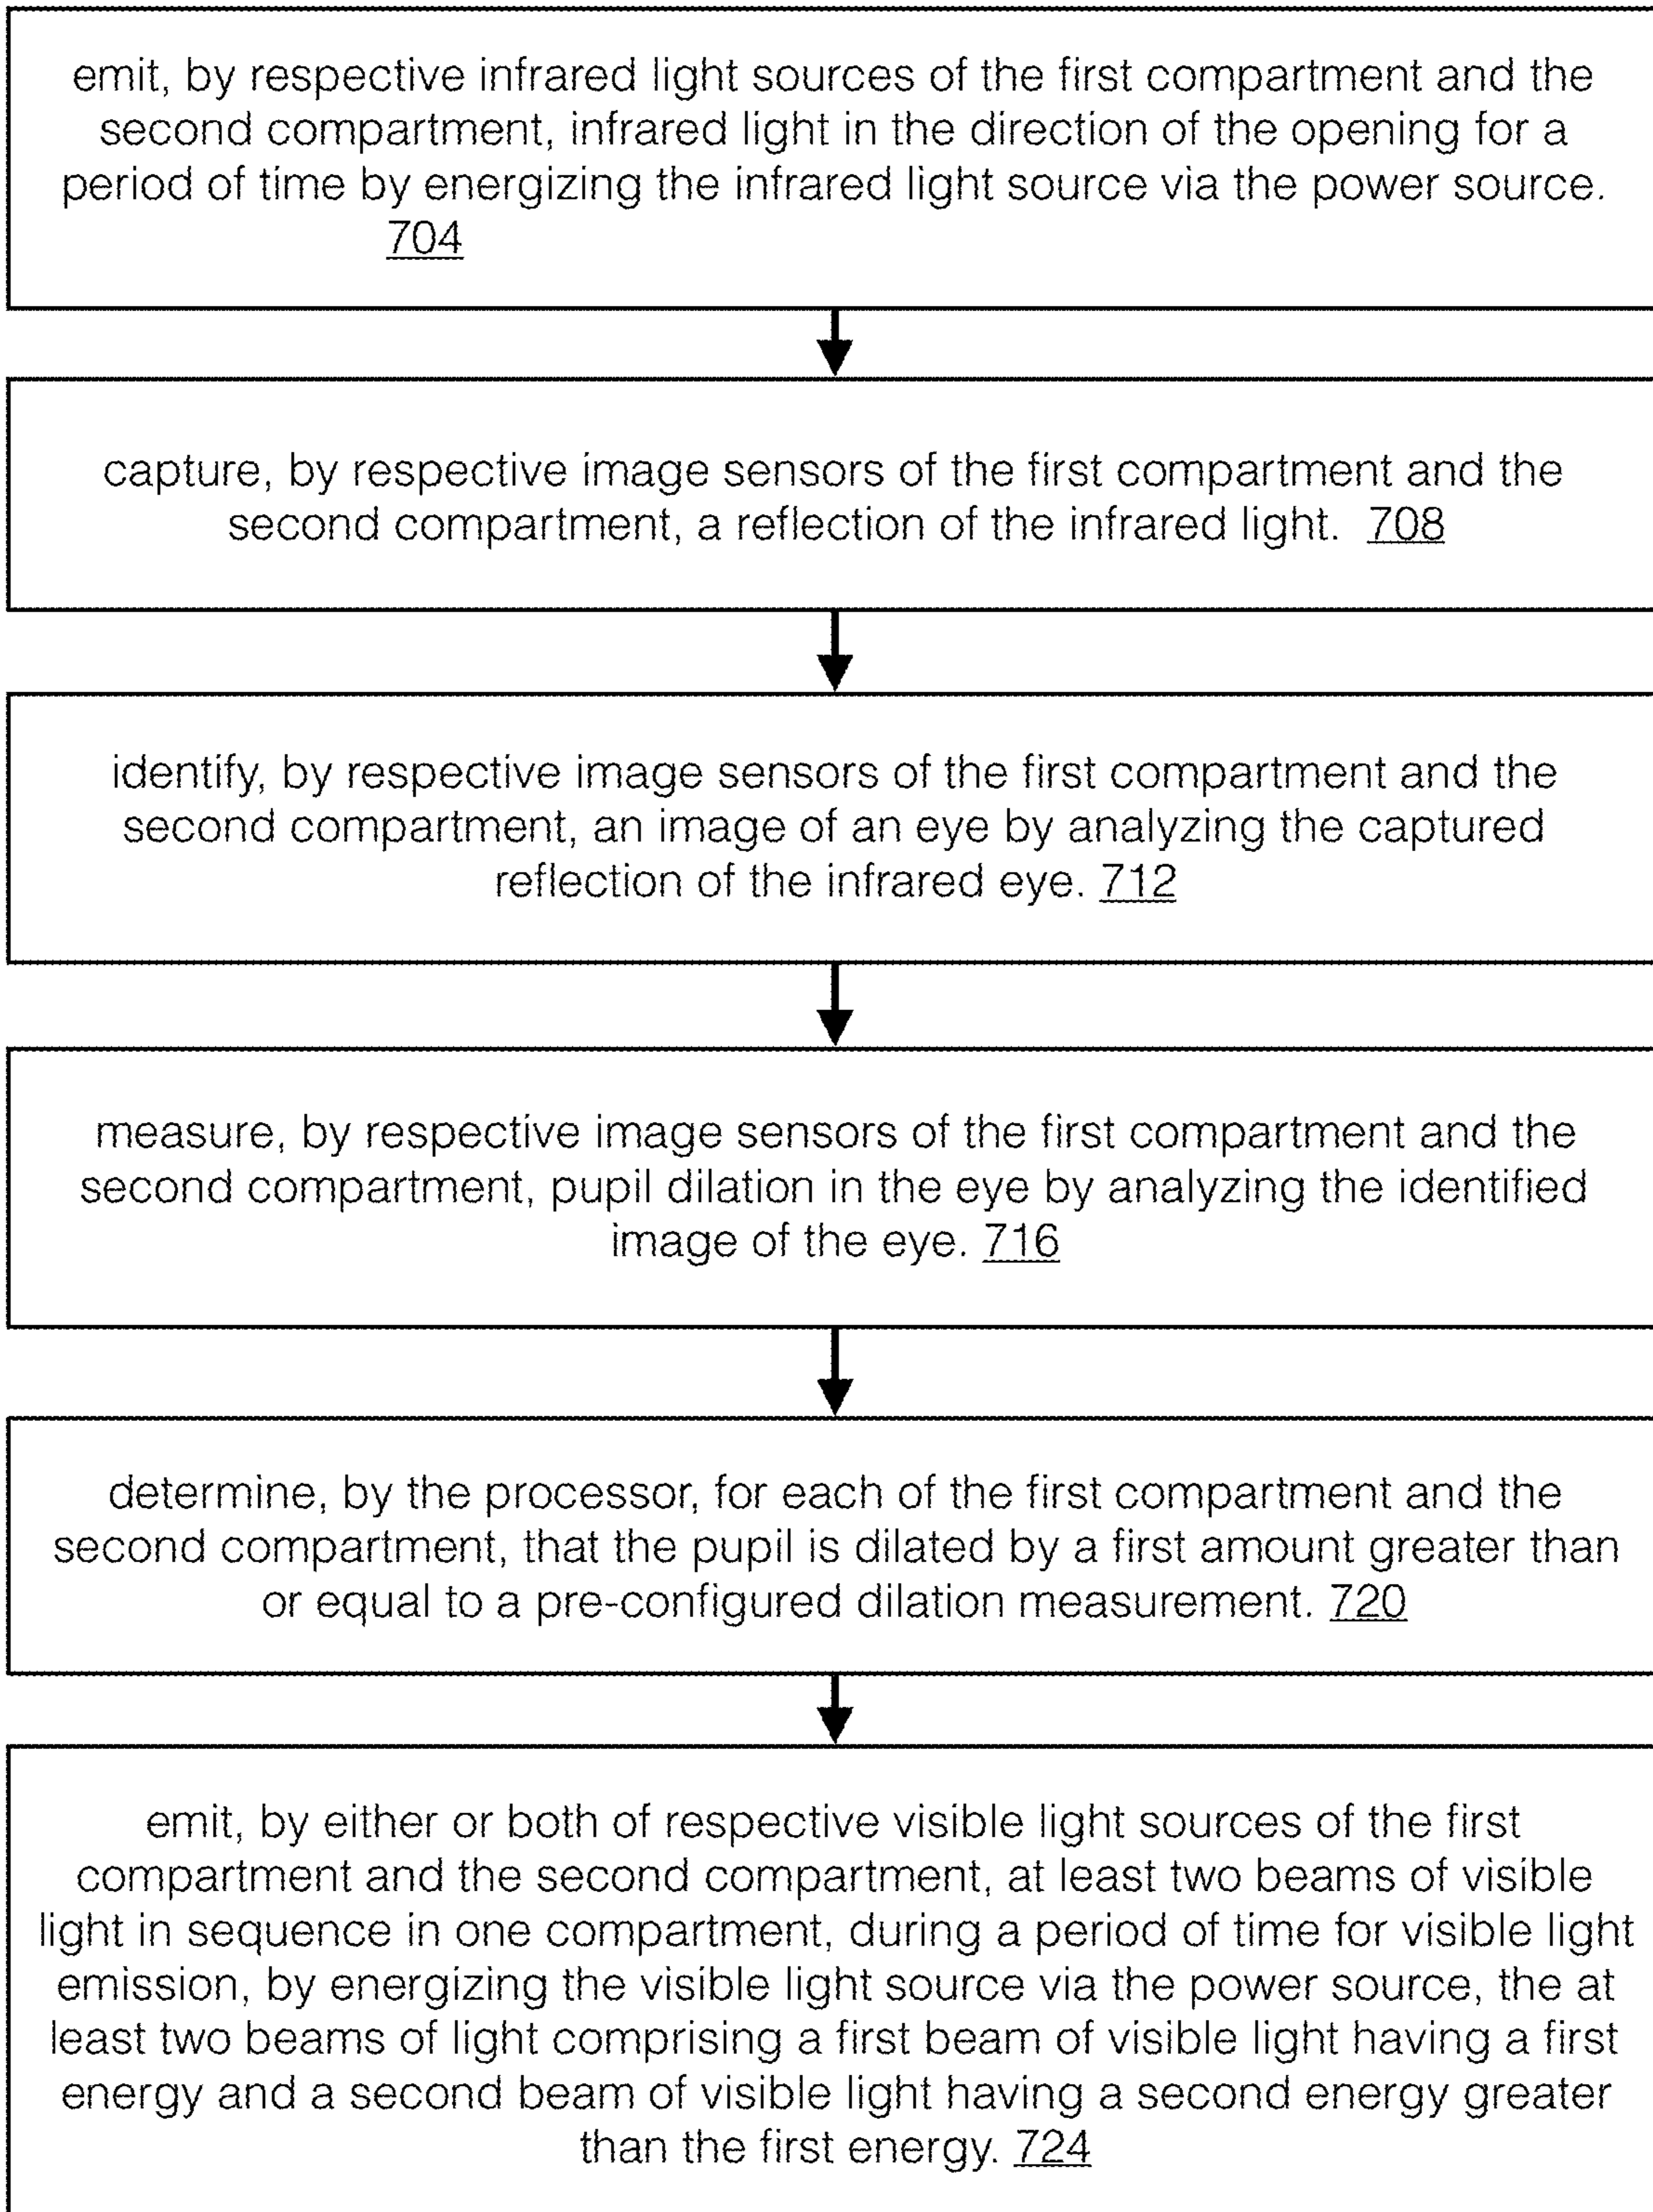 emit, by respective infrared light sources of the first compartment and the
second compartment, infrared light in the direction of the opening for a
period of time by energizing the infrared light source via the power source.
704
capture, by respective image sensors of the first compartment and the
second compartment, a reflection of the infrared light. 708
identify, by respective image sensors of the first compartment and the
second compartment, an image of an eye by analyzing the captured
reflection of the infrared eye. 712
measure, by respective image sensors of the first compartment and the
second compartment, pupil dilation in the eye by analyzing the identified
image of the eye. 716
determine, by the processor, for each of the first compartment and the
second compartment, that the pupil is dilated by a first amount greater than
or equal to a pre-configured dilation measurement. 720
emit, by either or both of respective visible light sources of the first
compartment and the second compartment, at least two beams of visible
light in sequence in one compartment, during a period of time for visible light
emission, by energizing the visible light source via the power source, the at
least two beams of light comprising a first beam of visible light having a first
energy and a second beam of visible light having a second energy greater
than the first energy. 724